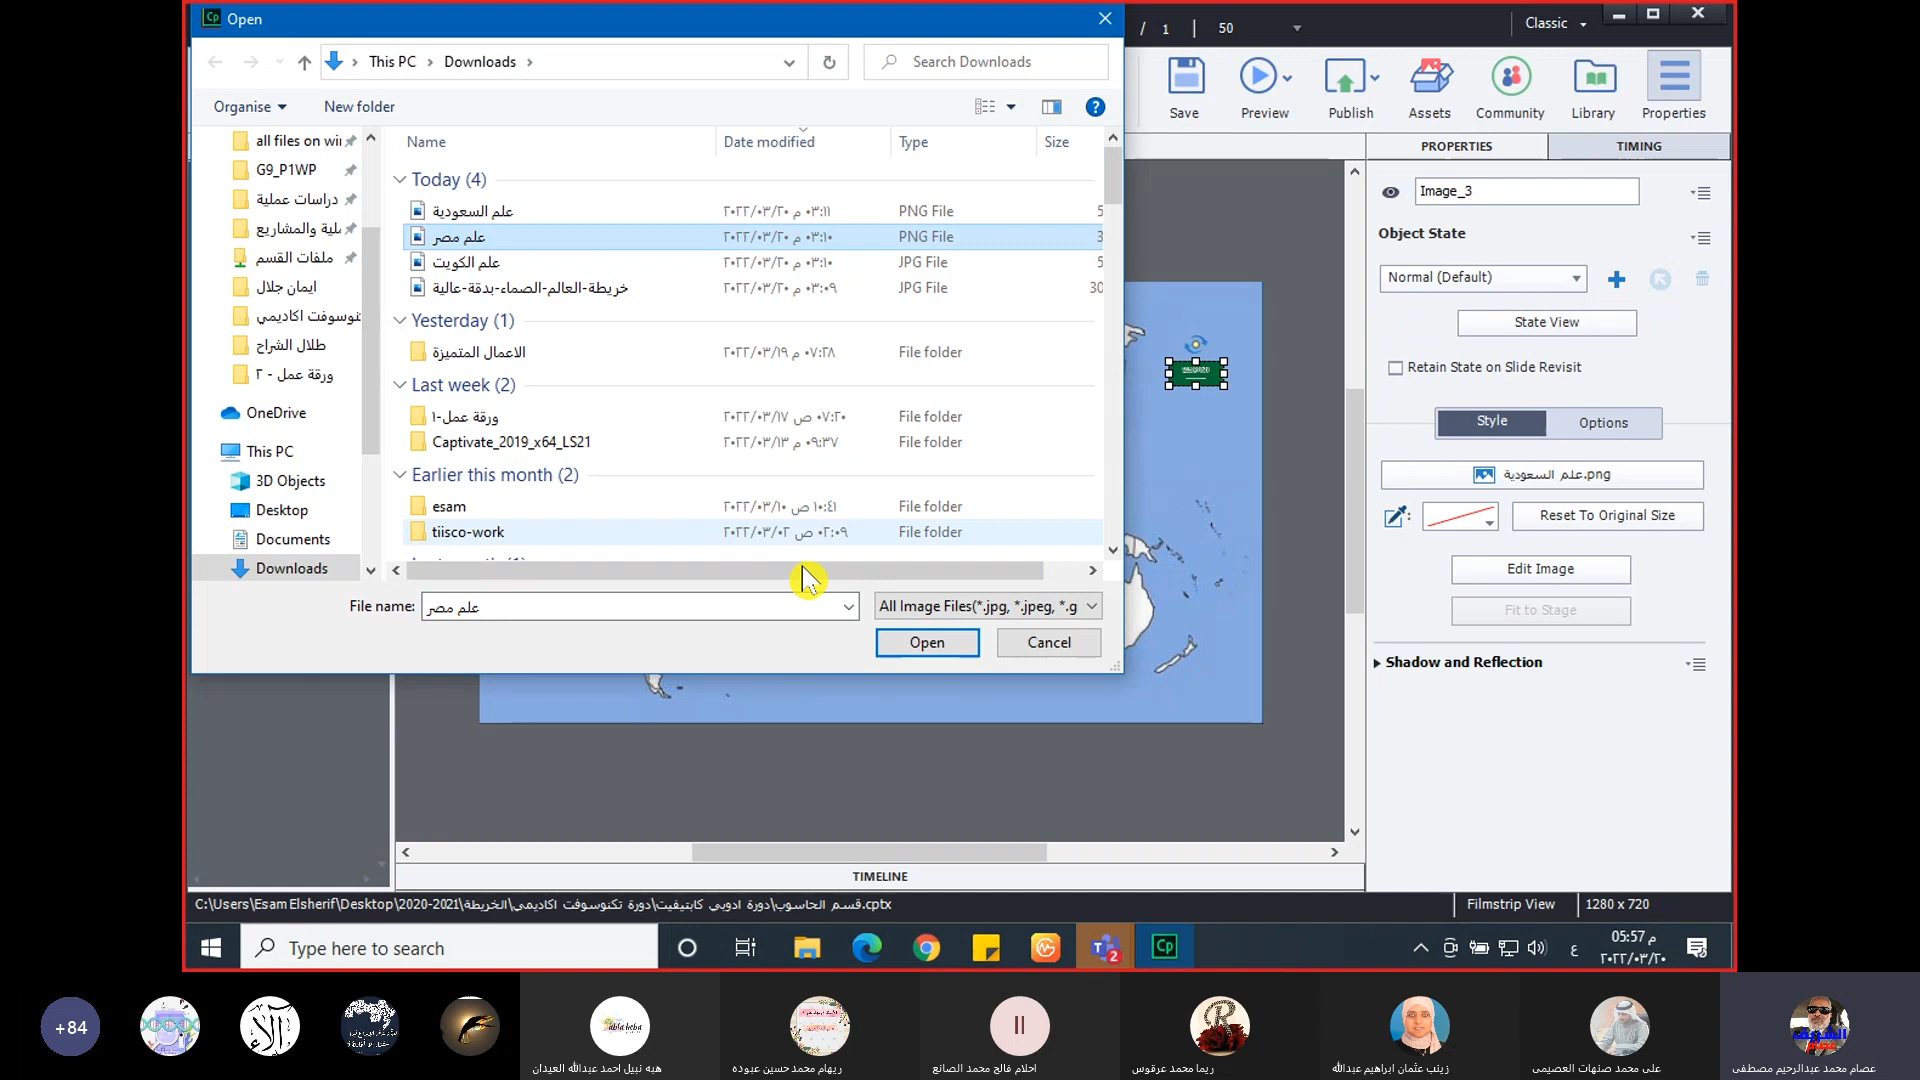 Open
/ 1
50
Classic
This PC
Downloads
Search Downloads
Organise
New folder
Save
Preview
Publish
Assets
Community
Library
Properties
Name
Date modified
Type
Size
PROPERTIES
TIMING
all files on wi
G9_P1WP
دراسات عملية
ملفات القسم
ايمان جلال
طلال الشراح
ورقة عمل - ٢
OneDrive
This PC
3D Objects
Desktop
Documents
Downloads
Today (4)
علم السعودية
٢٠٢٢/٠٣/٢٠ ٠٣:١١ م
PNG File
5
علم مصر
٢٠٢٢/٠٣/٢٠ ٠٣:١٠ م
PNG File
3
علم الكويت
٢٠٢٢/٠٣/٢٠ ٠٣:١٠ م
JPG File
5
خريطة-العالم-الصماء-بدقة-عالية
٢٠٢٢/٠٣/٢٠ ٠٣:٠٩ م
JPG File
30
Yesterday (1)
الاعمال المتميزة
٢٠٢٢/٠٣/١٩ ٠٧:٢٨ م
File folder
Last week (2)
ورقة عمل-١
٢٠٢٢/٠٣/١٧ ٠٧:٢٠ ص
File folder
Captivate_2019_x64_LS21
٢٠٢٢/٠٣/١٣ ٠٩:٣٧ م
File folder
Earlier this month (2)
esam
٢٠٢٢/٠٣/١٠ ١٠:٤١ ص
File folder
tiisco-work
٢٠٢٢/٠٣/٠٢ ٠٢:٠٩ ص
File folder
File name:
علم مصر
All Image Files(*.jpg, *.jpeg, *.g
Open
Cancel
Image_3
Object State
Normal (Default)
State View
Retain State on Slide Revisit
Style
Options
علم السعودية.png
Reset To Original Size
Edit Image
Fit to Stage
Shadow and Reflection
TIMELINE
C:\Users\EsamElsherif\Desktop\2020-2021\قسم الحاسوب\دورة ادوبي كابتيفيت\دورة تكنوسوفت اكاديمي\الخريطة.cptx
Filmstrip View
1280 x 720
Type here to search
2
ع
05:57 م
٢٠٢٢/٠٣/٢٠
+84
هبه نبيل احمد عبدالله العيدان
ريهام محمد حسين عبوده
احلام فالح محمد الصانع
ريما محمد عرقوس
زينب عثمان ابراهيم عبدالله
على محمد صنهات العصيمى
عصام محمد عبدالرحيم مصطفى